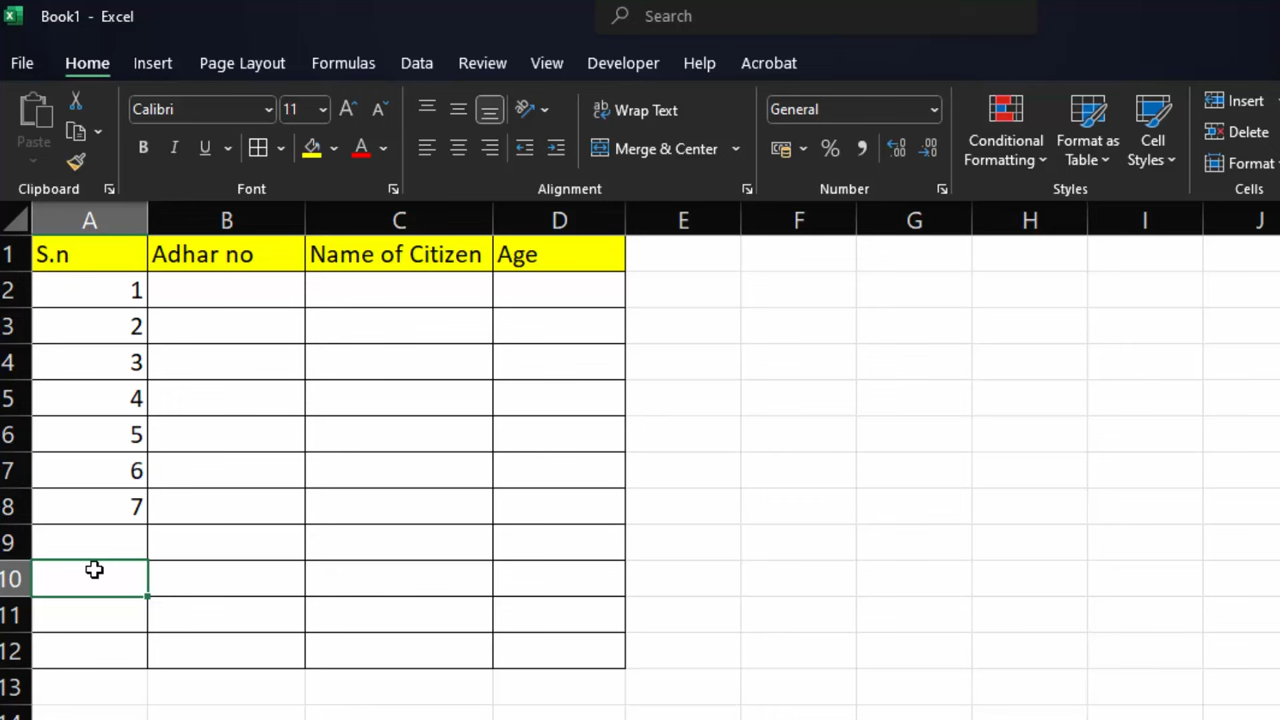 Book1 - Excel
Search
File Home Insert Page Layout Formulas Data Review View Developer Help Acrobat
Paste
Calibri 11
B I U
ab Wrap Text
Merge & Center
General
% ,
Conditional Formatting
Format as Table
Cell Styles
Insert
Delete
Format
Clipboard Font Alignment Number Styles Cells
A B C D E F G H I J
1 S.n Adhar no Name of Citizen Age
2 1
3 2
4 3
5 4
6 5
7 6
8 7
9
10
11
12
13